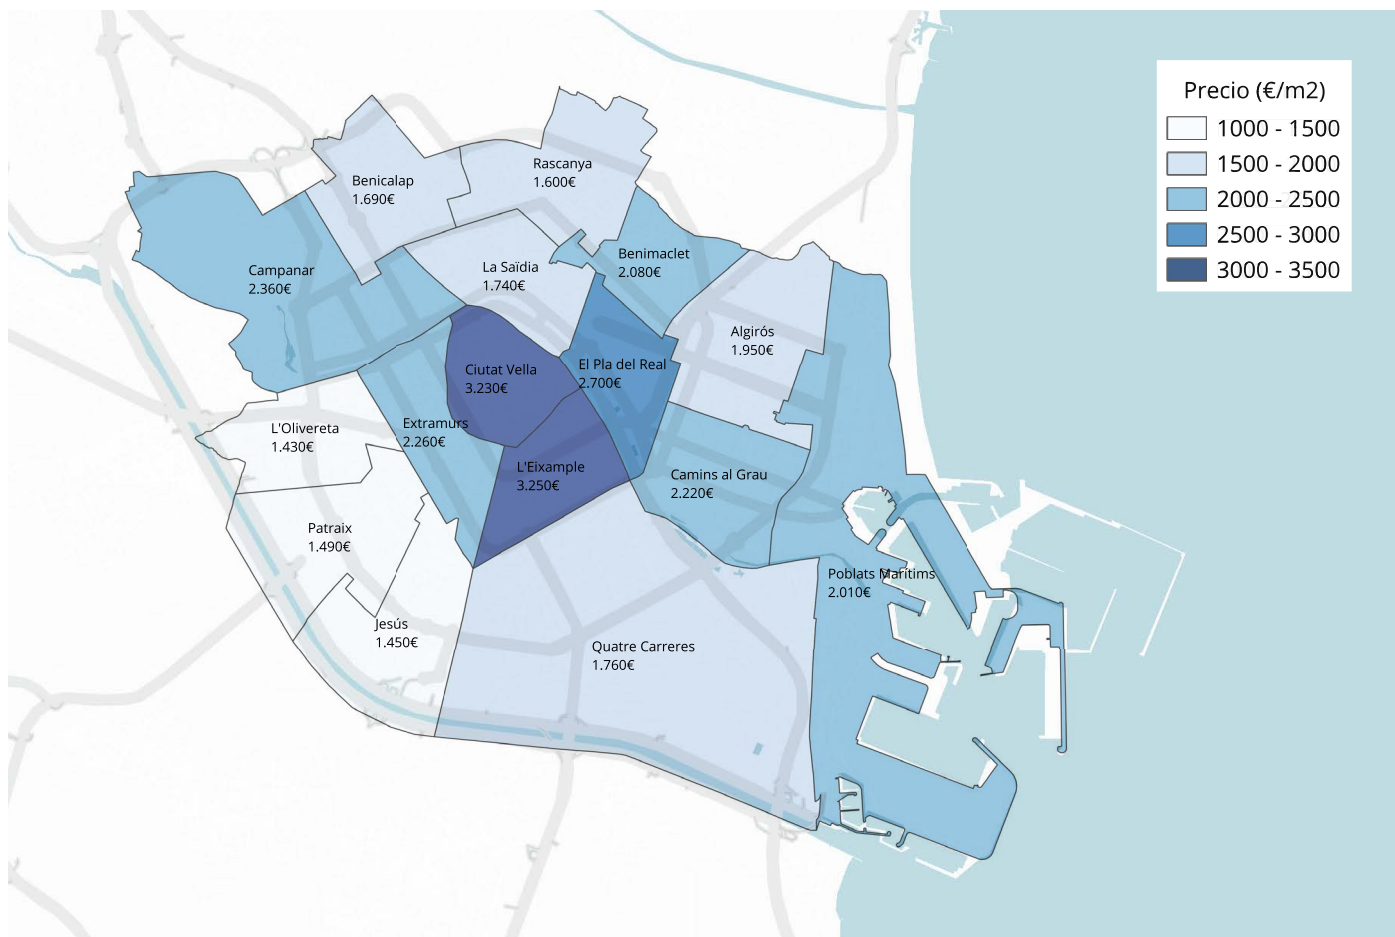 Precio (€/m2)
1000 - 1500
1500 - 2000
2000 - 2500
2500 - 3000
3000 - 3500
Rascanya
1.600€
Benicalap
1.690€
Benimaclet
2.080€
La Saïdia
1.740€
Campanar
2.360€
Algirós
1.950€
El Pla del Real
2.700€
Ciutat Vella
3.230€
Extramurs
2.260€
L'Olivereta
1.430€
L'Eixample
3.250€
Camins al Grau
2.220€
Patraix
1.490€
Poblats Marítims
2.010€
Jesús
1.450€
Quatre Carreres
1.760€